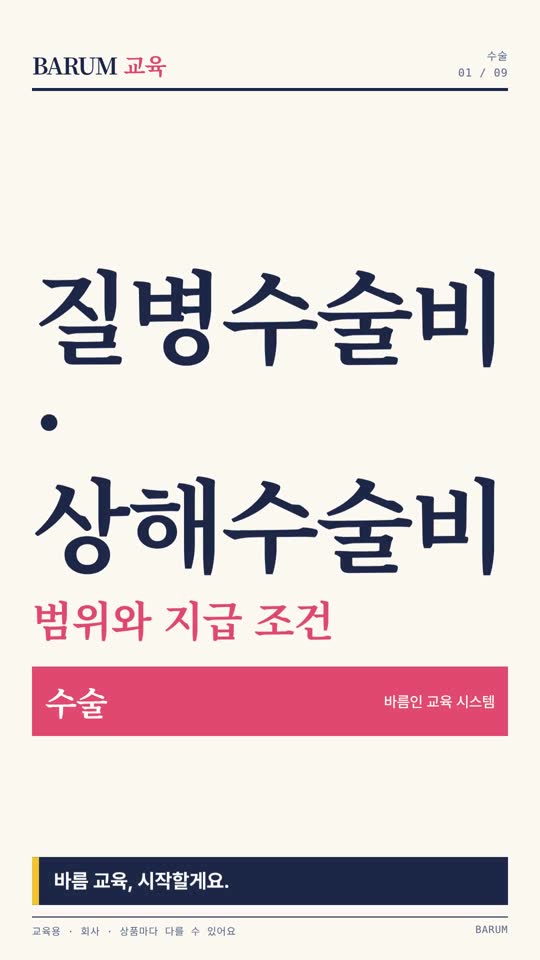 BARUM 교육
수술
01 / 09
질병수술비
·
상해수술비
범위와 지급 조건
수술
바름인 교육 시스템
바름 교육, 시작할게요.
교육용 · 회사 · 상품마다 다를 수 있어요
BARUM